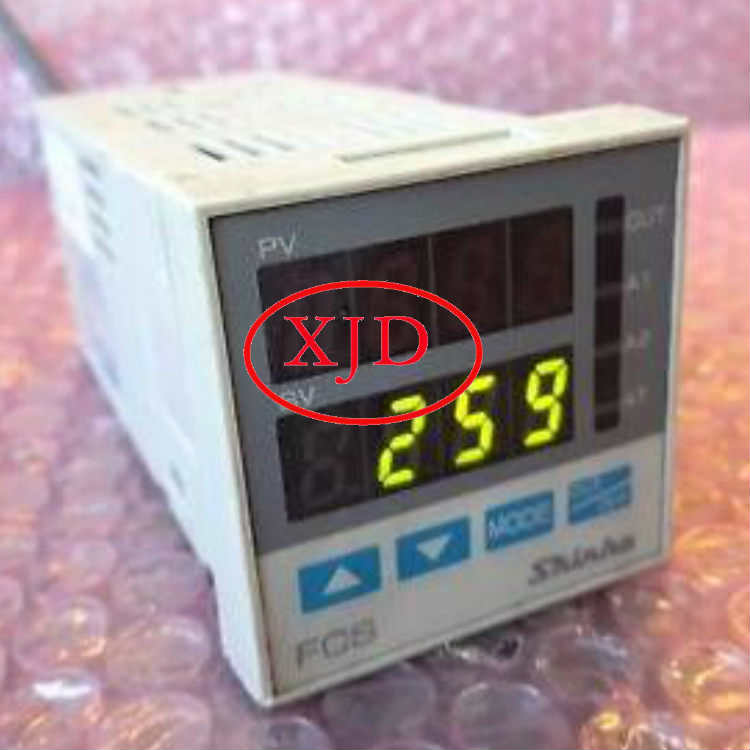 PV
OUT
A1
A2
AT
XJD
SV
259
MODE
Shinko
FCS